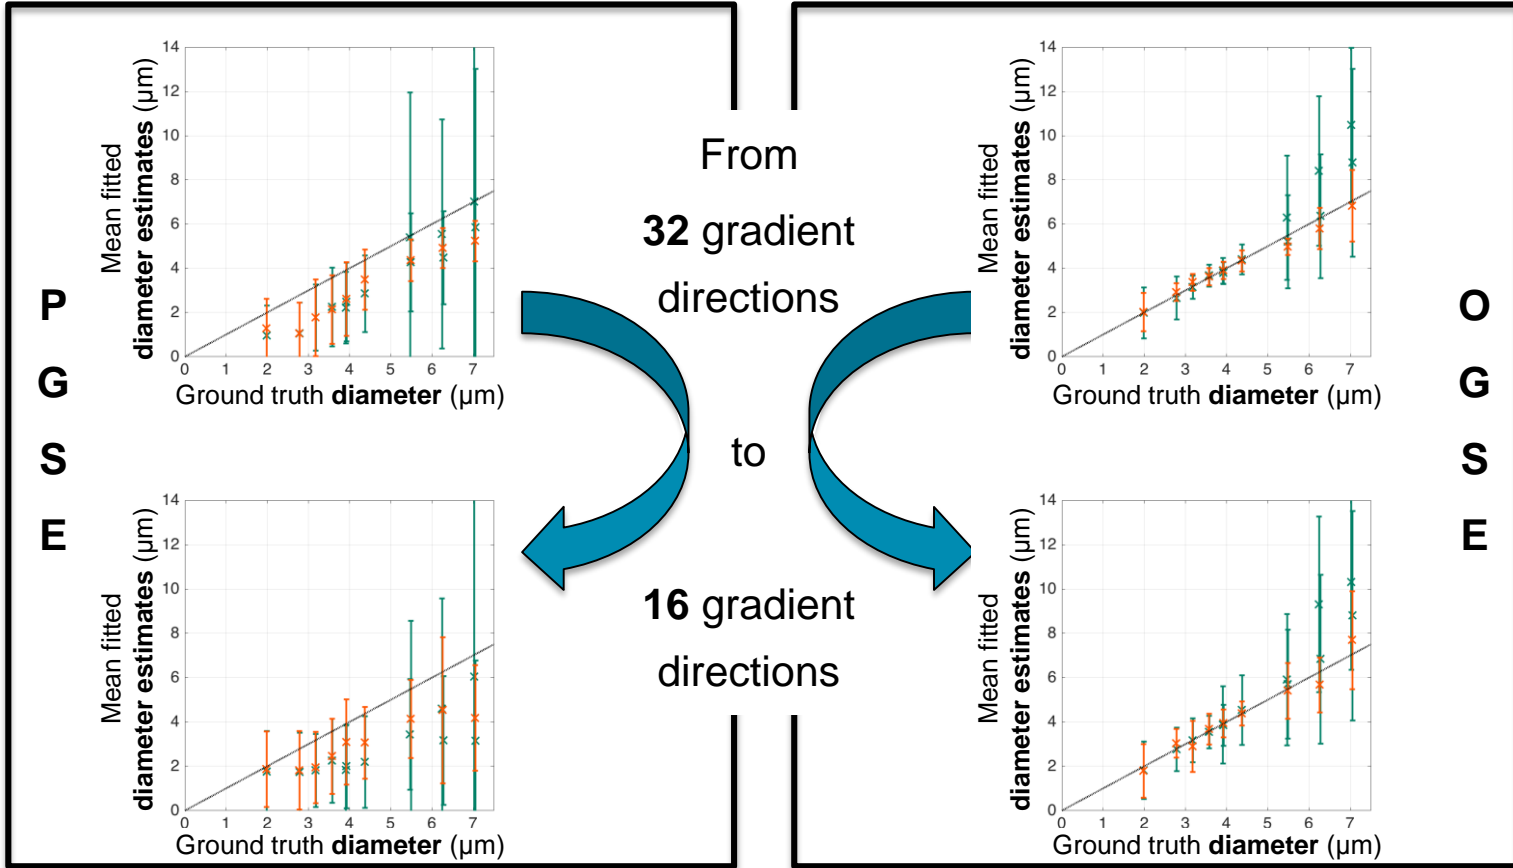 P
G
S
E
Mean fitted
diameter estimates (μm)
14
12
10
8
6
4
2
0
0 1 2 3 4 5 6 7
Ground truth diameter (μm)
Mean fitted
diameter estimates (μm)
14
12
10
8
6
4
2
0
0 1 2 3 4 5 6 7
Ground truth diameter (μm)
From
32 gradient
directions
to
16 gradient
directions
Mean fitted
diameter estimates (μm)
14
12
10
8
6
4
2
0
0 1 2 3 4 5 6 7
Ground truth diameter (μm)
Mean fitted
diameter estimates (μm)
14
12
10
8
6
4
2
0
0 1 2 3 4 5 6 7
Ground truth diameter (μm)
O
G
S
E